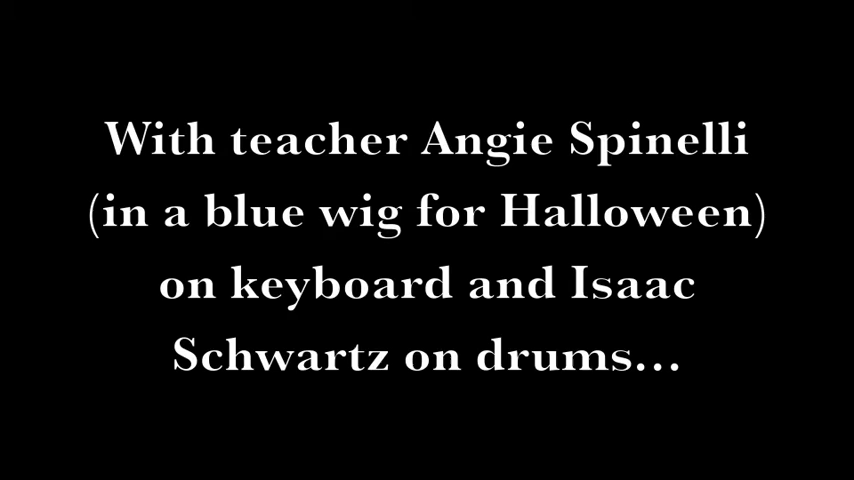 With teacher Angie Spinelli
(in a blue wig for Halloween)
on keyboard and Isaac
Schwartz on drums...